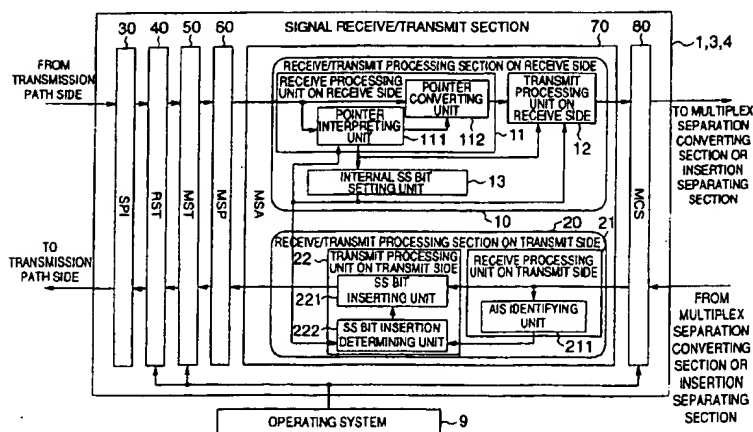 SIGNAL RECEIVE/TRANSMIT SECTION
30 40 50 60 70 80
1,3,4
FROM
TRANSMISSION
PATH SIDE
RECEIVE/TRANSMIT PROCESSING SECTION ON RECEIVE SIDE
RECEIVE PROCESSING
UNIT ON RECEIVE SIDE
POINTER
CONVERTING
UNIT
112
TRANSMIT
PROCESSING
UNIT ON
RECEIVE SIDE
12
POINTER
INTERPRETING
UNIT
111
11
INTERNAL SS BIT
SETTING UNIT
13
10
TO MULTIPLEX
SEPARATION
CONVERTING
SECTION OR
INSERTION
SEPARATING
SECTION
SPI
RST
MST
MSP
MSA
MCS
TO
TRANSMISSION
PATH SIDE
20
21
RECEIVE/TRANSMIT PROCESSING SECTION ON TRANSMIT SIDE
22
TRANSMIT PROCESSING
UNIT ON TRANSMIT SIDE
221
SS BIT
INSERTING UNIT
222
SS BIT INSERTION
DETERMINING UNIT
RECEIVE PROCESSING
UNIT ON
TRANSMIT SIDE
AIS IDENTIFYING
UNIT
211
FROM
MULTIPLEX
SEPARATION
CONVERTING
SECTION OR
INSERTION
SEPARATING
SECTION
OPERATING SYSTEM
9